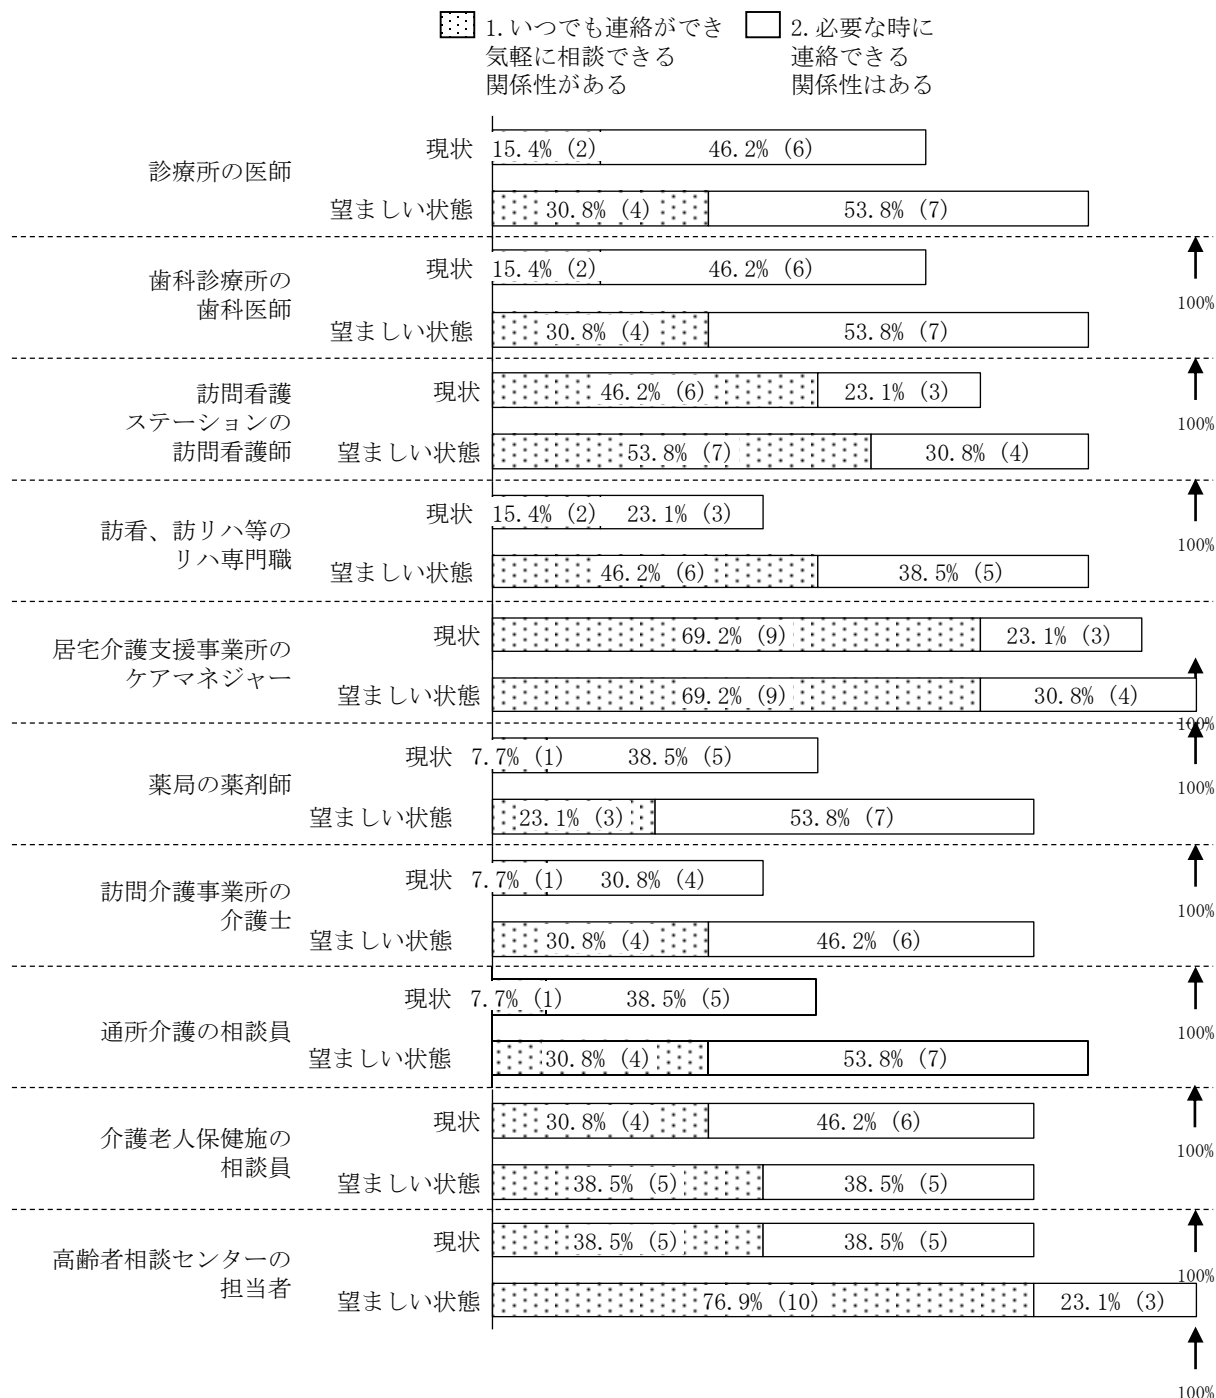 1.いつでも連絡ができ
気軽に相談できる
関係性がある
2.必要な時に
連絡できる
関係性はある
診療所の医師
現状 15.4% (2) 46.2% (6)
望ましい状態 30.8% (4) 53.8% (7)
100%
歯科診療所の
歯科医師
現状 15.4% (2) 46.2% (6)
望ましい状態 30.8% (4) 53.8% (7)
100%
訪問看護
ステーションの
訪問看護師
現状 46.2% (6) 23.1% (3)
望ましい状態 53.8% (7) 30.8% (4)
100%
訪看、訪リハ等の
リハ専門職
現状 15.4% (2) 23.1% (3)
望ましい状態 46.2% (6) 38.5% (5)
居宅介護支援事業所の
ケアマネジャー
現状 69.2% (9) 23.1% (3)
望ましい状態 69.2% (9) 30.8% (4)
100%
薬局の薬剤師
現状 7.7% (1) 38.5% (5)
望ましい状態 23.1% (3) 53.8% (7)
100%
訪問介護事業所の
介護士
現状 7.7% (1) 30.8% (4)
望ましい状態 30.8% (4) 46.2% (6)
100%
通所介護の相談員
現状 7.7% (1) 38.5% (5)
望ましい状態 30.8% (4) 53.8% (7)
100%
介護老人保健施の
相談員
現状 30.8% (4) 46.2% (6)
望ましい状態 38.5% (5) 38.5% (5)
100%
高齢者相談センターの
担当者
現状 38.5% (5) 38.5% (5)
望ましい状態 76.9% (10) 23.1% (3)
100%
100%